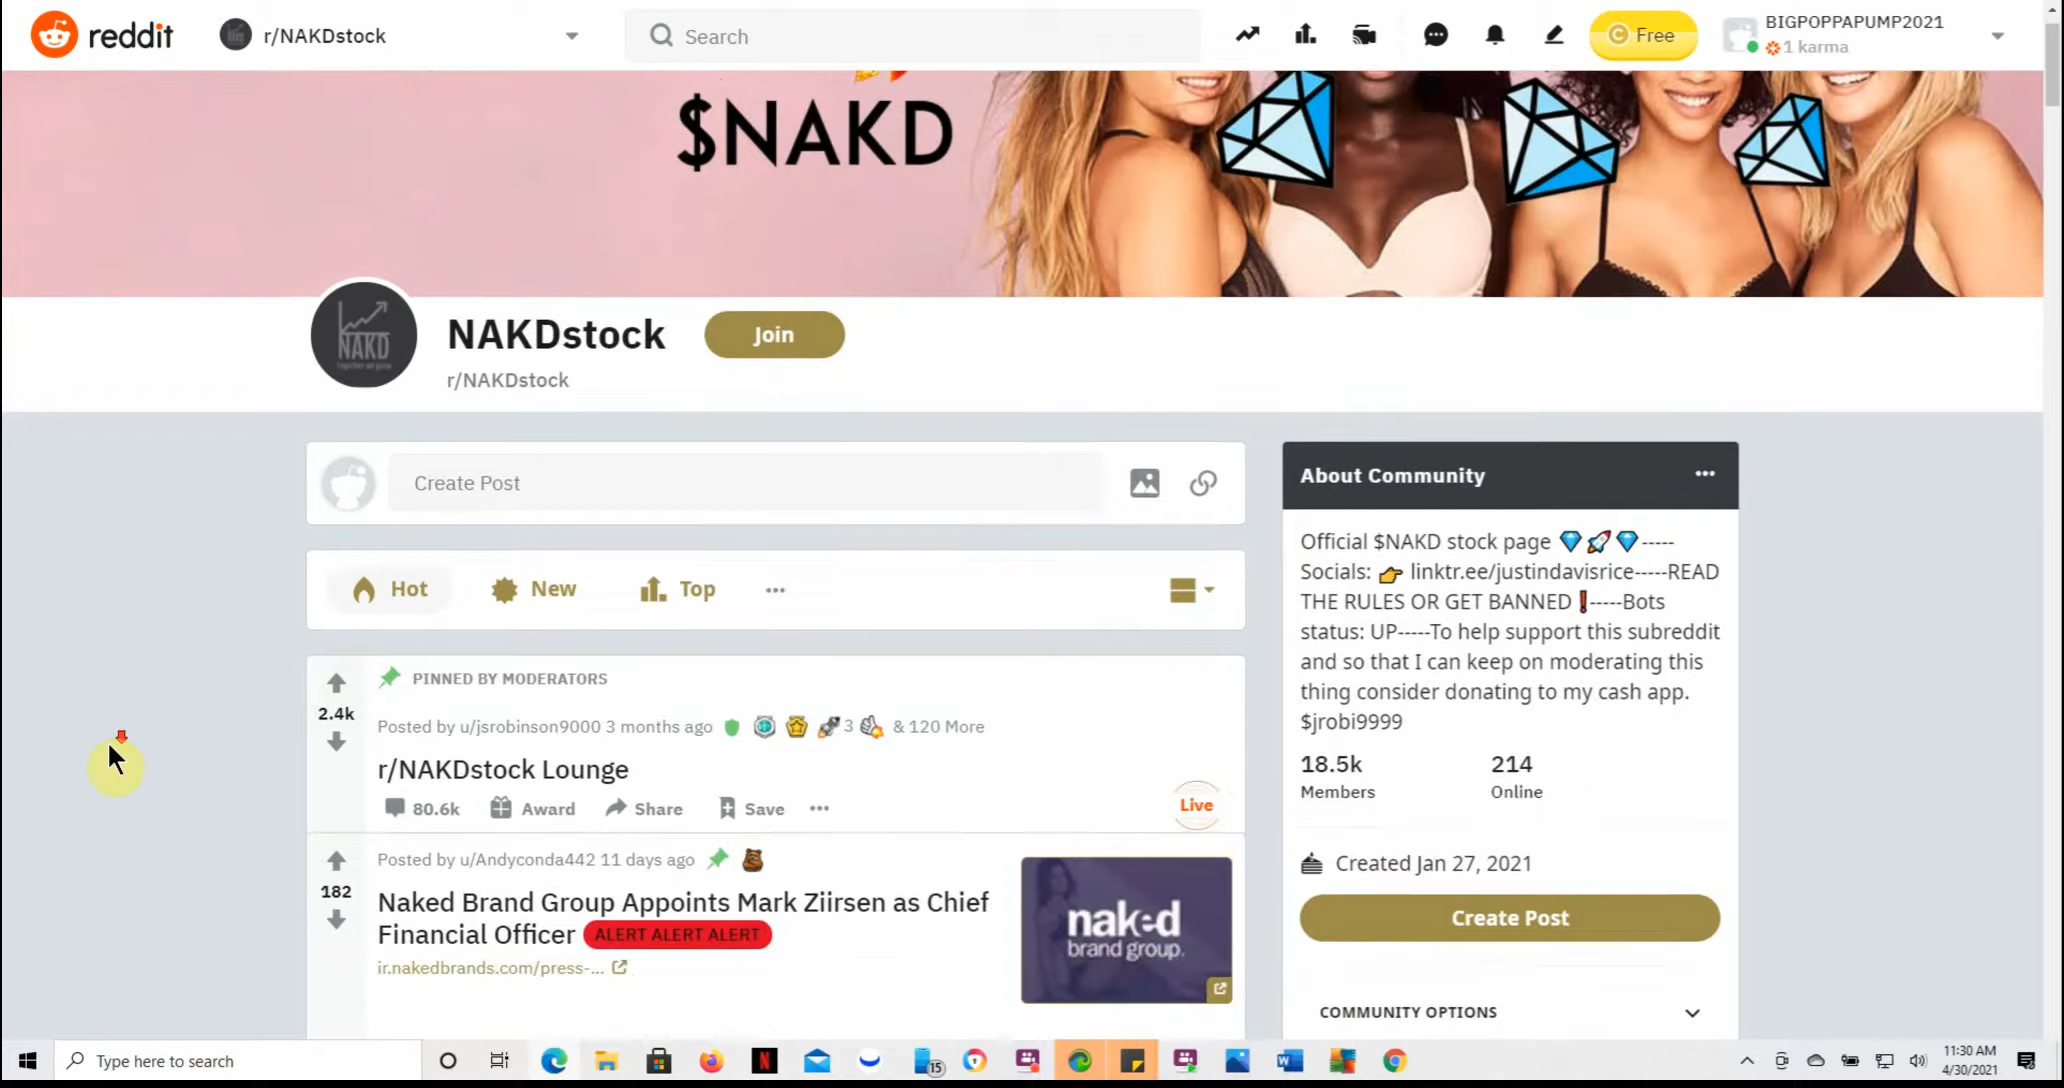 reddit
r/NAKDstock
Search
Free
BIGPOPPAPUMP2021
1 karma
$NAKD
NAKD
NAKDstock
Join
r/NAKDstock
Create Post
Hot
New
Top
PINNED BY MODERATORS
2.4k
Posted by u/jsrobinson9000 3 months ago
3
& 120 More
r/NAKDstock Lounge
80.6k
Award
Share
Save
Live
182
Posted by u/Andyconda442 11 days ago
Naked Brand Group Appoints Mark Ziirsen as Chief
Financial Officer ALERT ALERT ALERT
ir.nakedbrands.com/press-...
naked
brand group.
About Community
Official $NAKD stock page 💎🚀💎-----
Socials: 👉 linktr.ee/justindavisrice-----READ
THE RULES OR GET BANNED❗-----Bots
status: UP-----To help support this subreddit
and so that I can keep on moderating this
thing consider donating to my cash app.
$jrobi9999
18.5k
Members
214
Online
Created Jan 27, 2021
Create Post
COMMUNITY OPTIONS
Type here to search
15
11:30 AM
4/30/2021